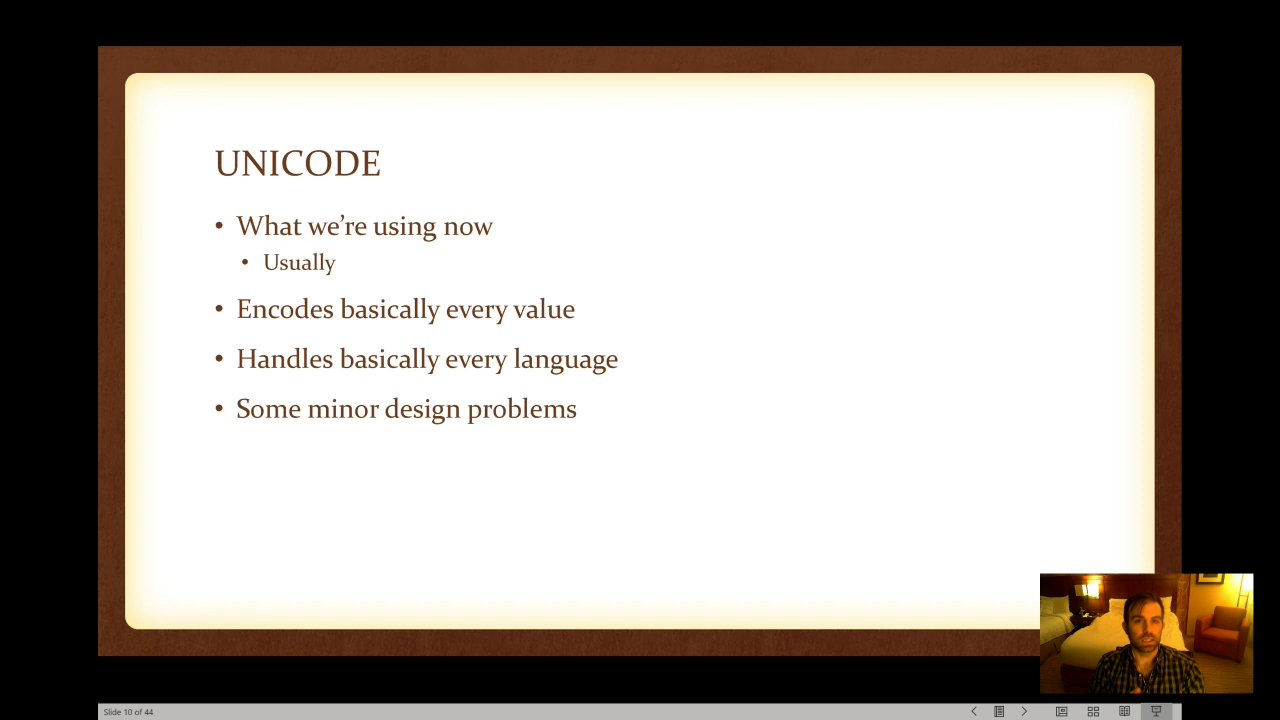 UNICODE
• What we're using now
• Usually
• Encodes basically every value
• Handles basically every language
• Some minor design problems
Slide 10 of 44